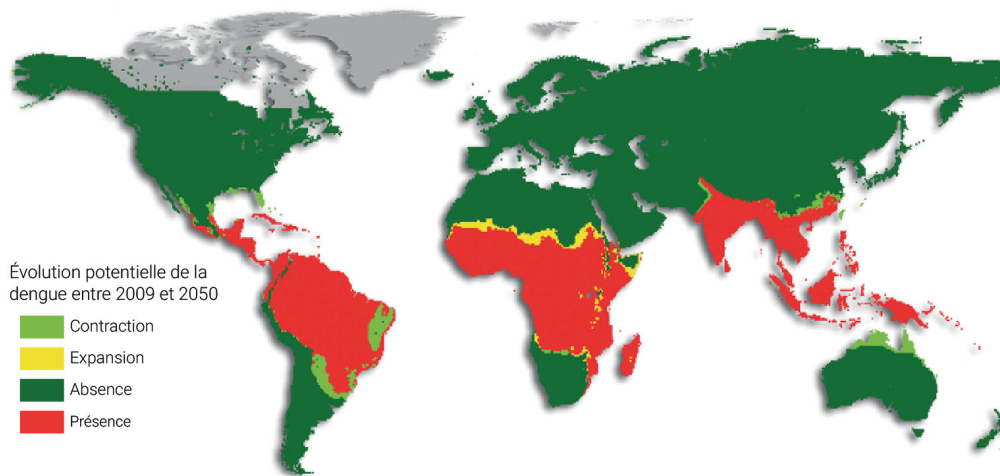 Évolution potentielle de la
dengue entre 2009 et 2050
Contraction
Expansion
Absence
Présence